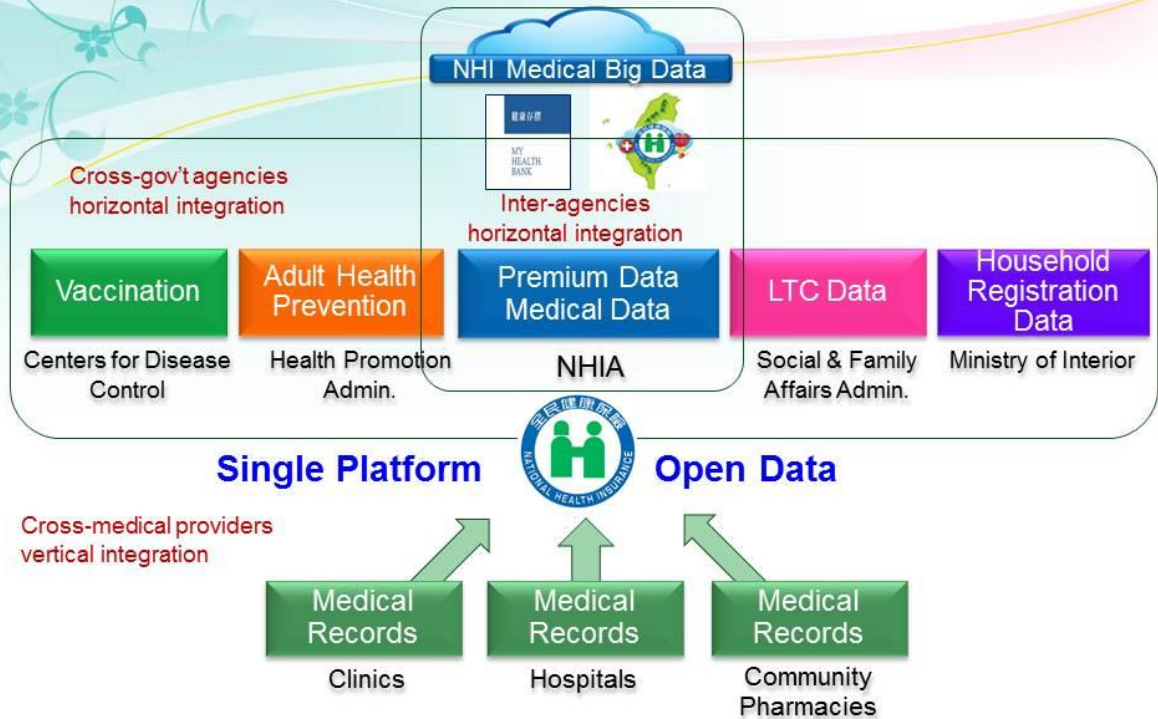 NHI Medical Big Data
健康存摺
MY
HEALTH
BANK
Cross-gov't agencies
horizontal integration
Inter-agencies
horizontal integration
Vaccination
Centers for Disease
Control
Adult Health
Prevention
Health Promotion
Admin.
Premium Data
Medical Data
NHIA
LTC Data
Social & Family
Affairs Admin.
Household
Registration
Data
Ministry of Interior
Single Platform
全民健康保險
NATIONAL HEALTH INSURANCE
Open Data
Cross-medical providers
vertical integration
Medical
Records
Clinics
Medical
Records
Hospitals
Medical
Records
Community
Pharmacies